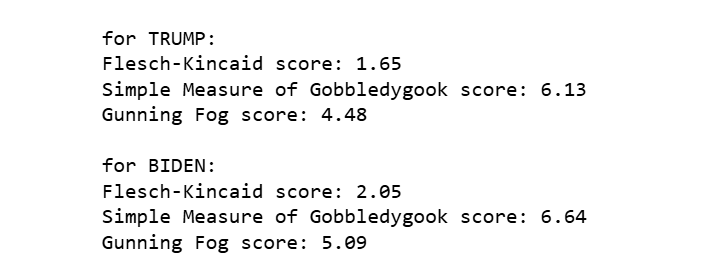 for TRUMP:
Flesch-Kincaid score: 1.65
Simple Measure of Gobbledygook score: 6.13
Gunning Fog score: 4.48
for BIDEN:
Flesch-Kincaid score: 2.05
Simple Measure of Gobbledygook score: 6.64
Gunning Fog score: 5.09